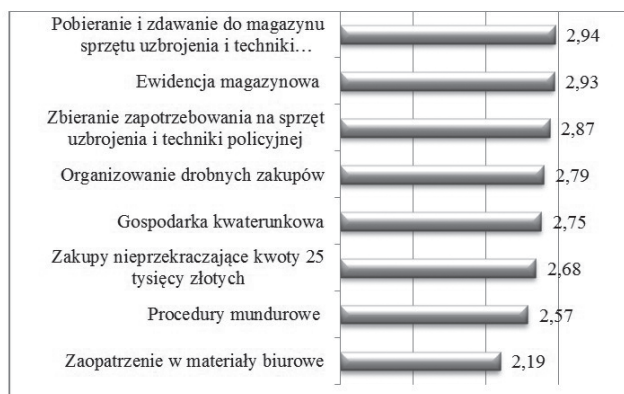 Pobieranie i zdawanie do magazynu
sprzętu uzbrojenia i techniki…
2,94
Ewidencja magazynowa
2,93
Zbieranie zapotrzebowania na sprzęt
uzbrojenia i techniki policyjnej
2,87
Organizowanie drobnych zakupów
2,79
Gospodarka kwaterunkowa
2,75
Zakupy nieprzekraczające kwoty 25
tysięcy złotych
2,68
Procedury mundurowe
2,57
Zaopatrzenie w materiały biurowe
2,19